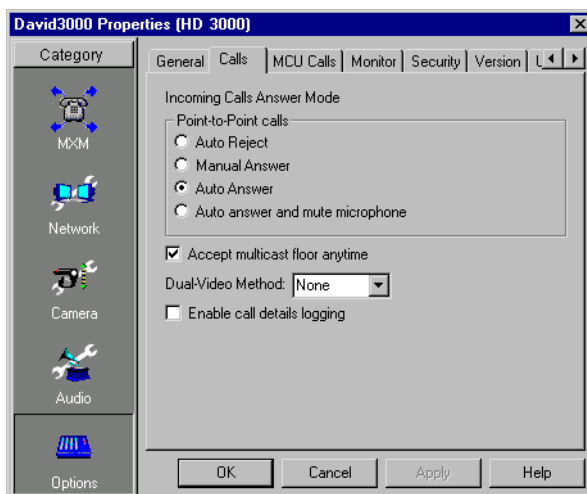 David3000 Properties (HD 3000)
Category
MXM
Network
Camera
Audio
Options
General Calls MCU Calls Monitor Security Version
Incoming Calls Answer Mode
Point-to-Point calls
Auto Reject
Manual Answer
Auto Answer
Auto answer and mute microphone
Accept multicast floor anytime
Dual-Video Method: None
Enable call details logging
OK Cancel Apply Help